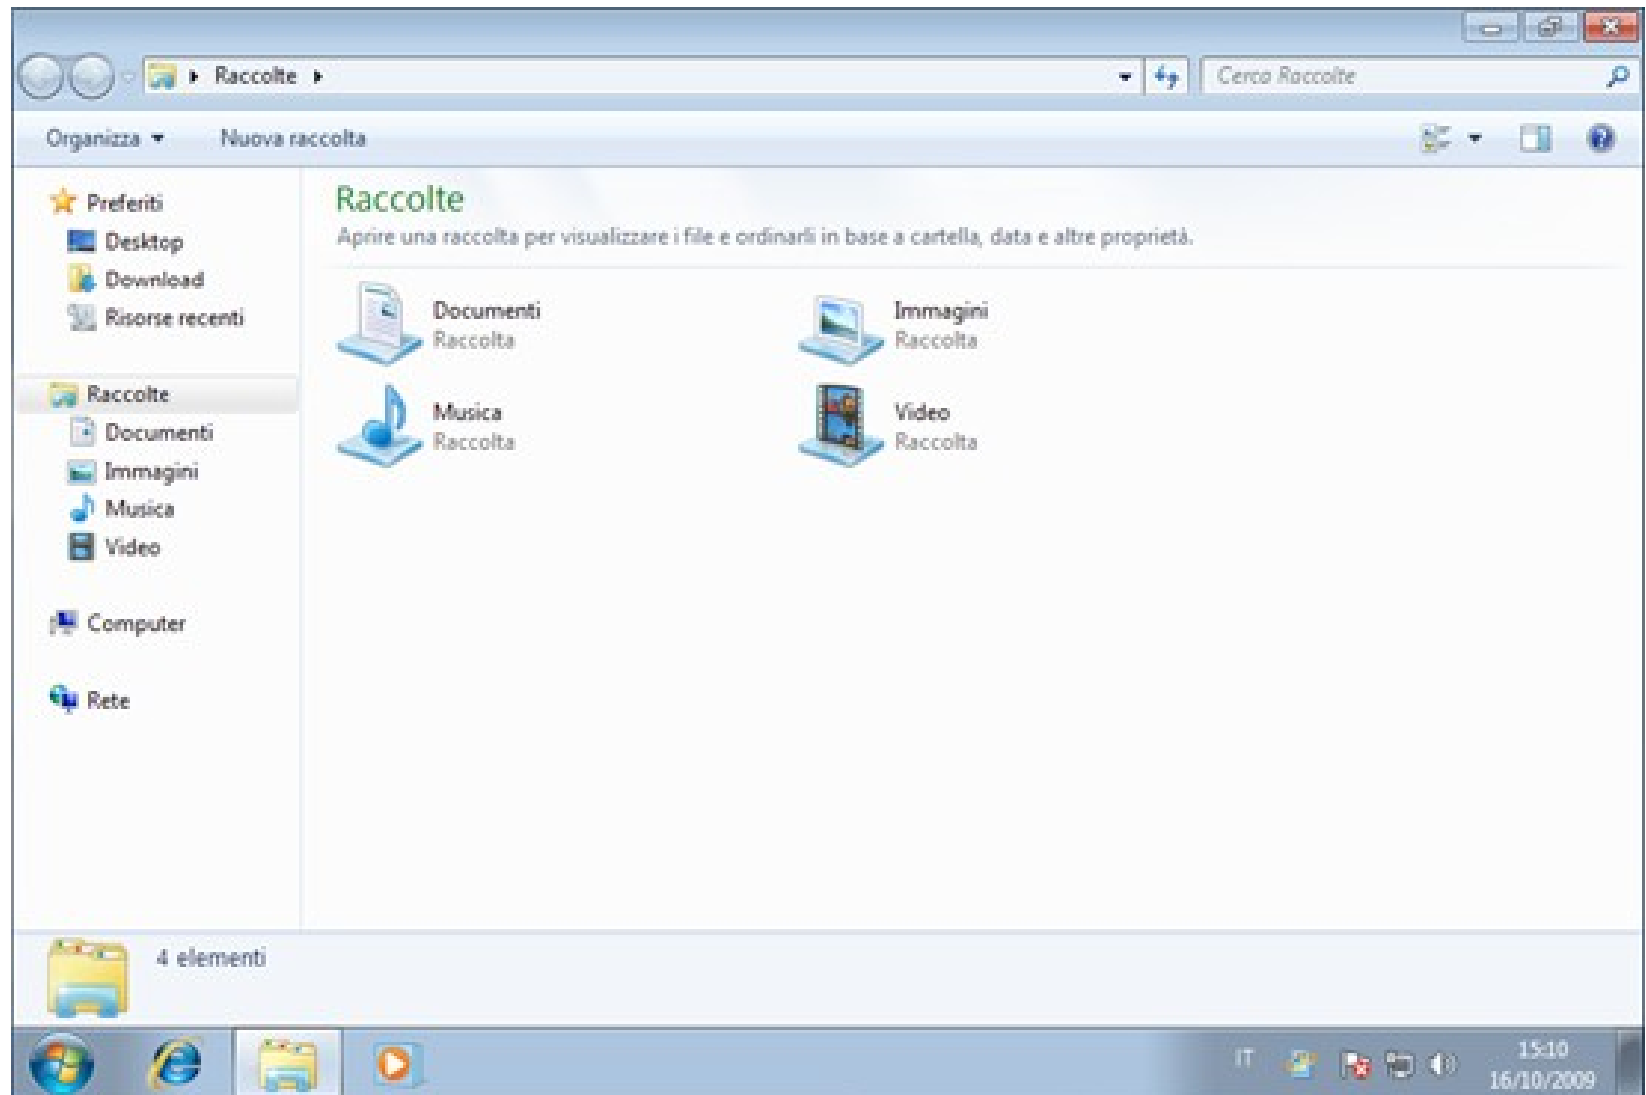 Raccolte
Cerca Raccolte
Organizza
Nuova raccolta
Preferiti
Desktop
Download
Risorse recenti
Raccolte
Documenti
Immagini
Musica
Video
Computer
Rete
Raccolte
Aprire una raccolta per visualizzare i file e ordinarli in base a cartella, data e altre proprietà.
Documenti
Raccolta
Immagini
Raccolta
Musica
Raccolta
Video
Raccolta
4 elementi
IT
15:10
16/10/2009